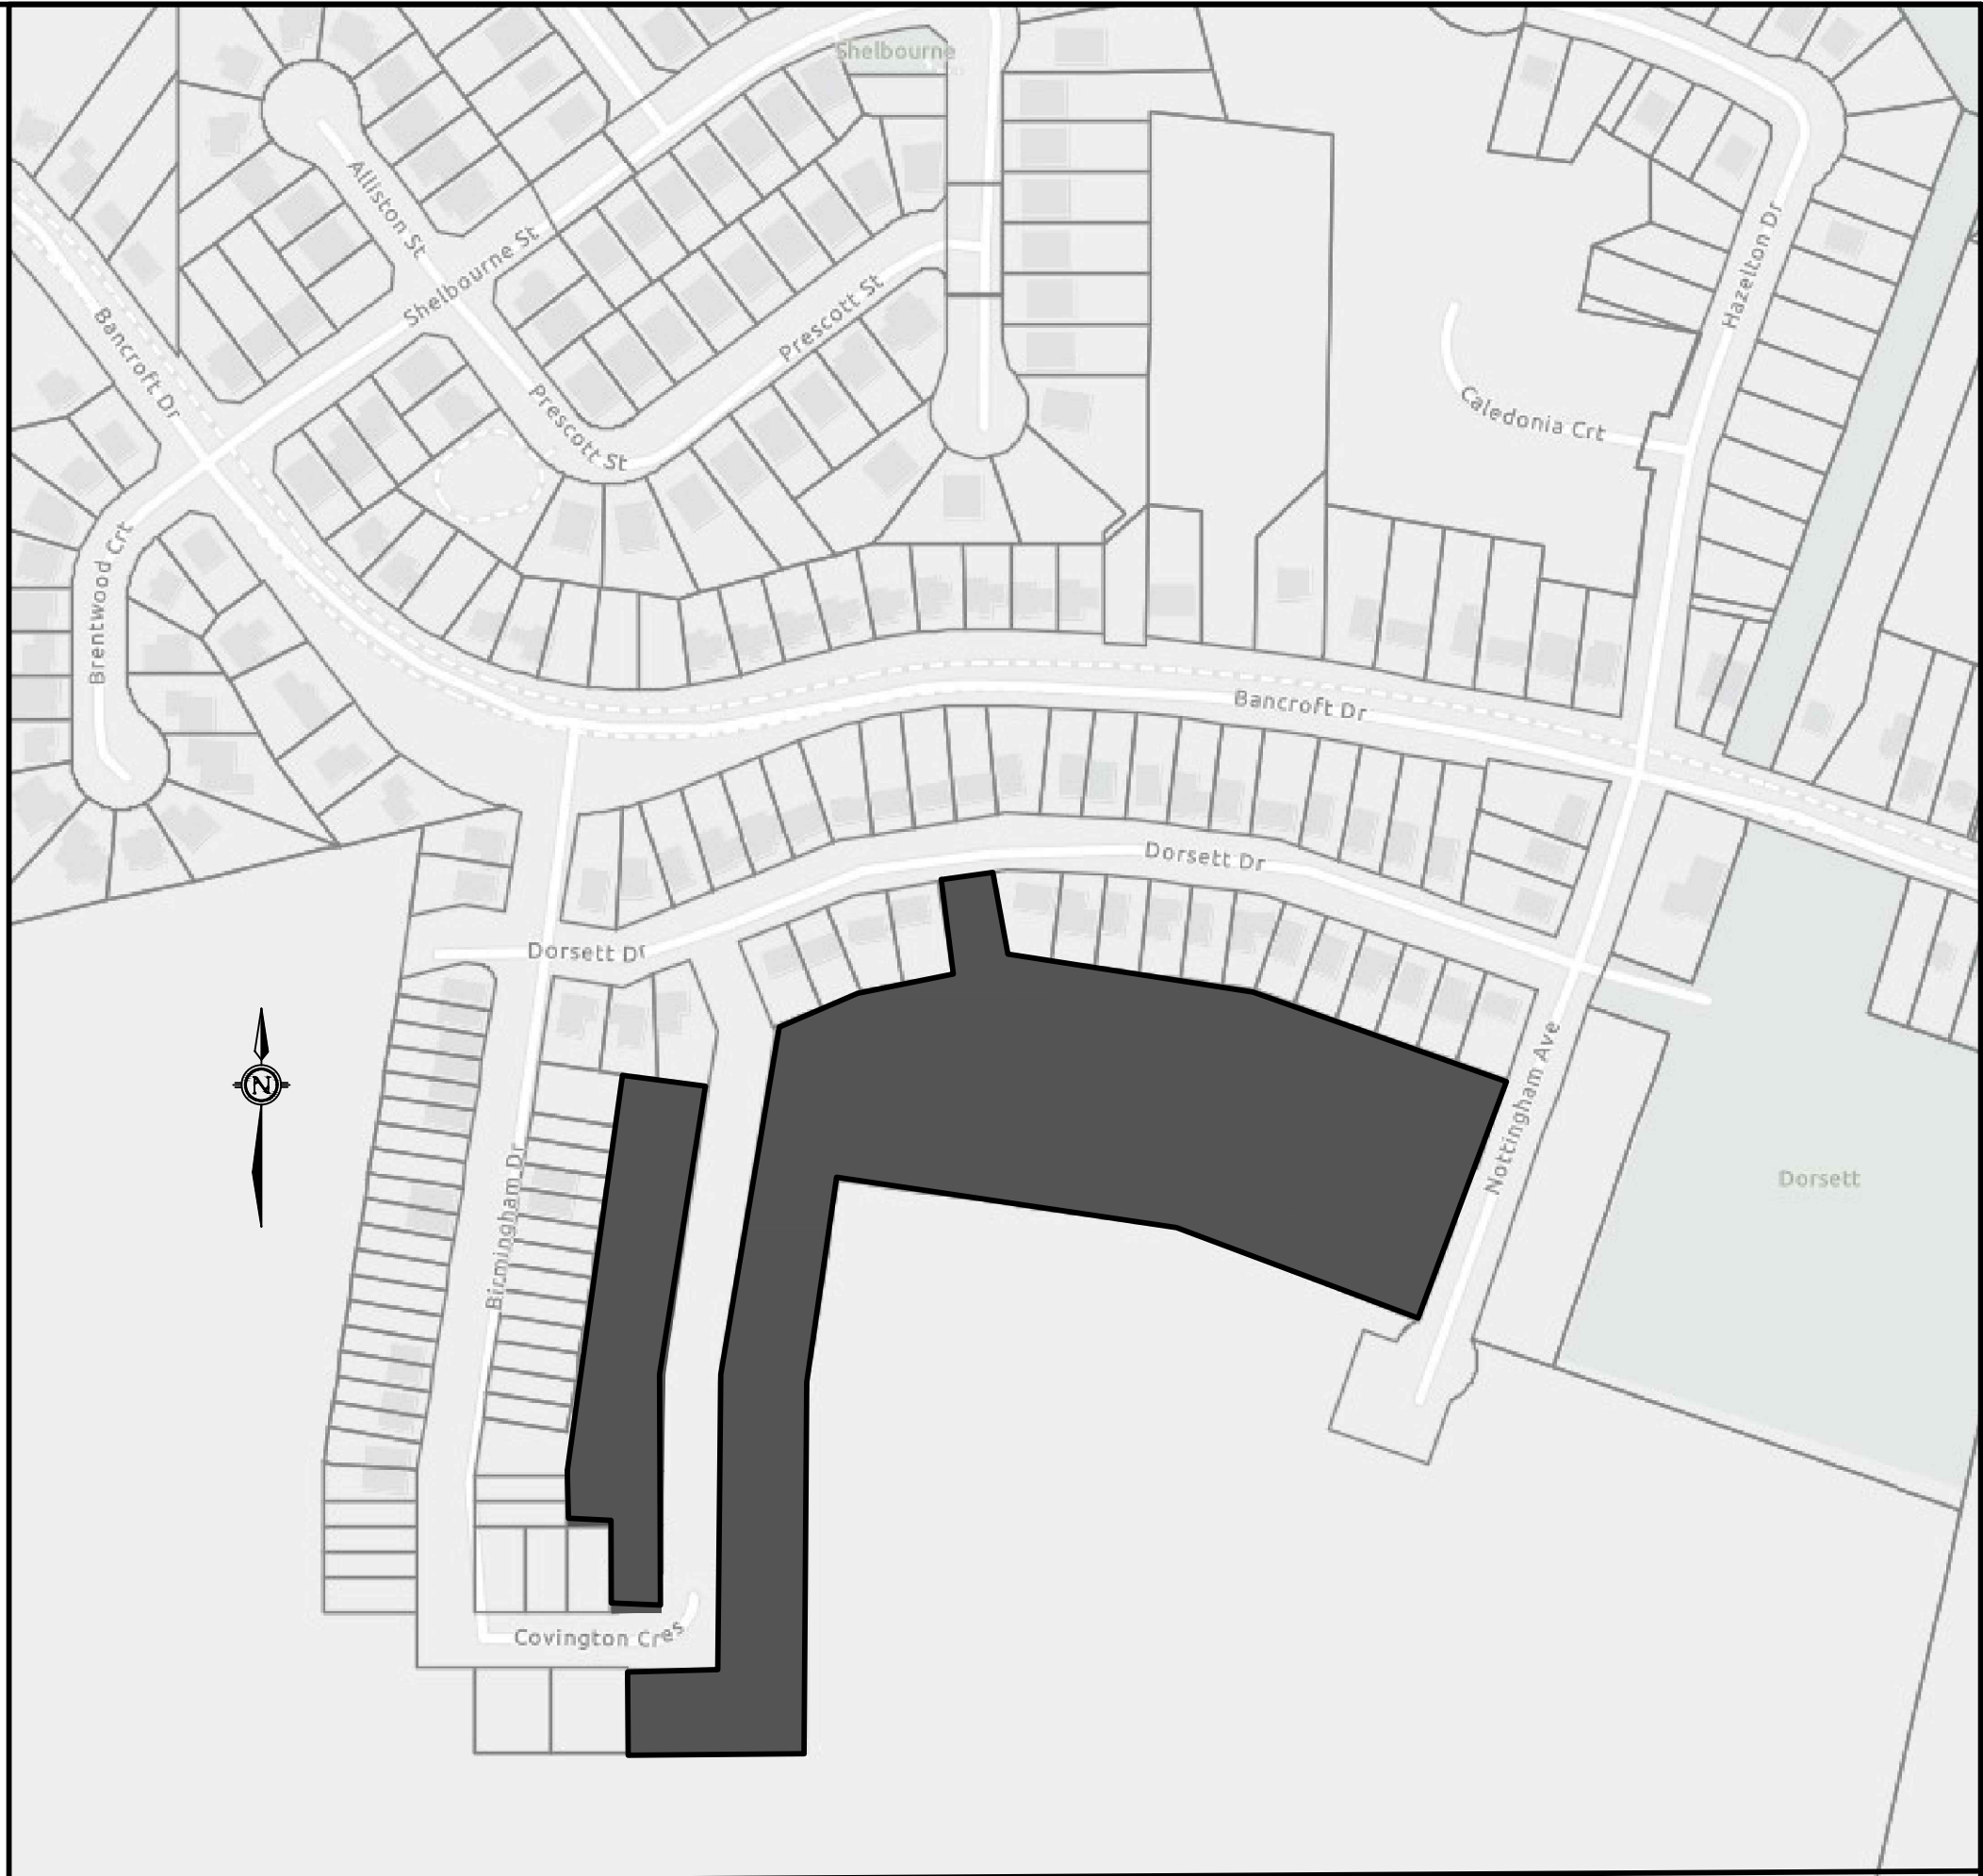 Shelbourne
Alliston St
Shelbourne St
Hazelton Dr
Prescott St
Bancroft Dr
Prescott St
Caledonia Crt
Brentwood Crt
Bancroft Dr
Dorsett Dr
Dorsett Dr
N
Nottingham Ave
Birmingham Dr
Dorsett
Covington Cres